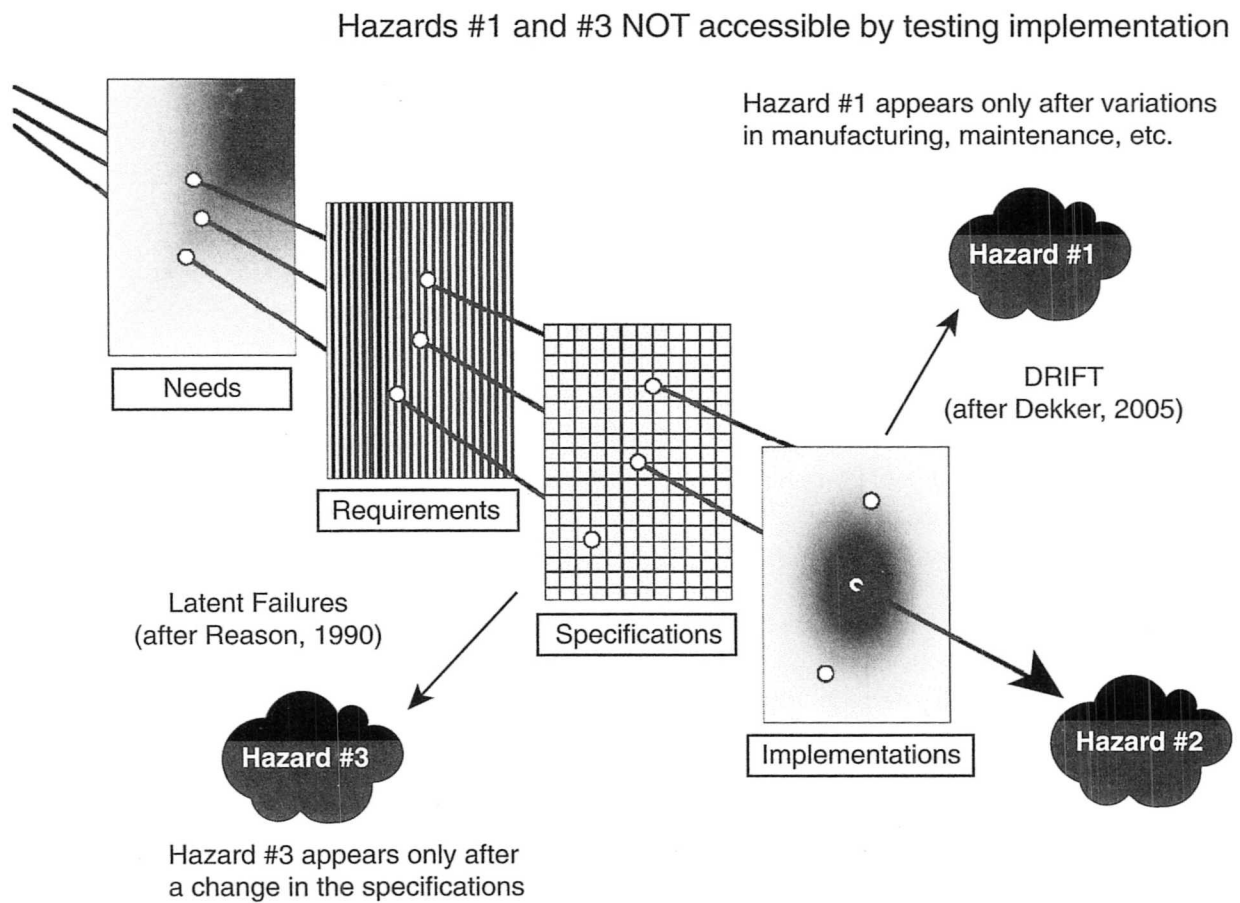 Hazards #1 and #3 NOT accessible by testing implementation
Hazard #1 appears only after variations
in manufacturing, maintenance, etc.
Hazard #1
DRIFT
(after Dekker, 2005)
Needs
Requirements
Specifications
Implementations
Latent Failures
(after Reason, 1990)
Hazard #3
Hazard #2
Hazard #3 appears only after
a change in the specifications